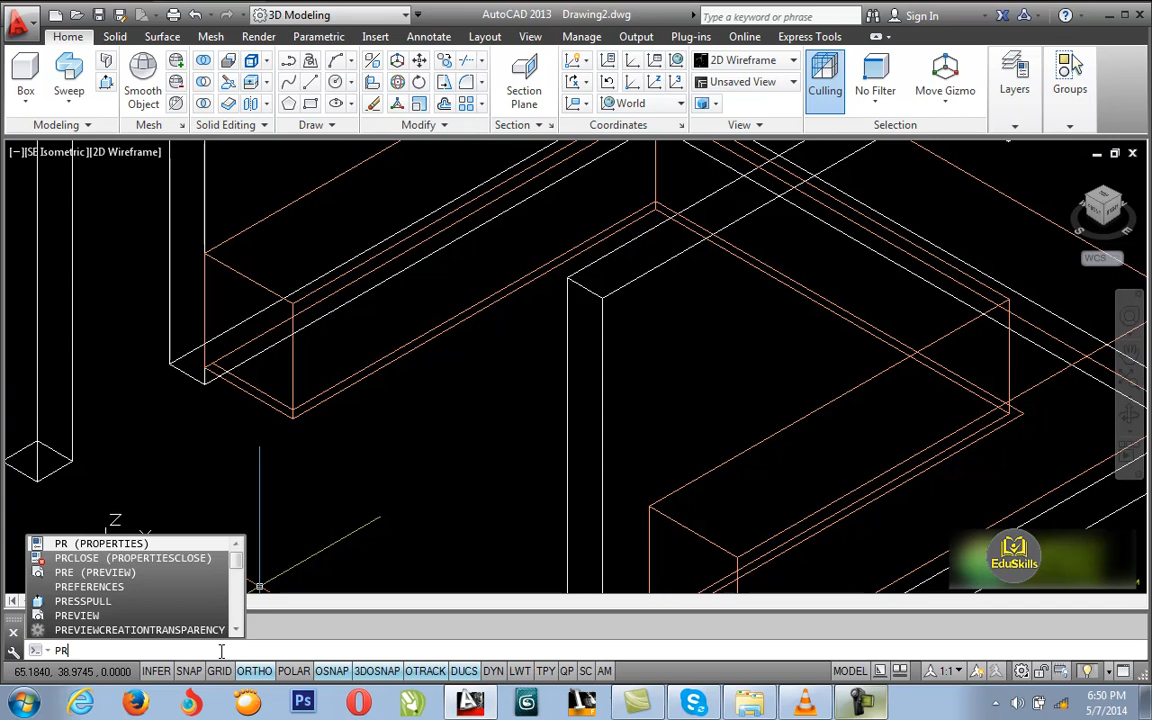 3D Modeling
AutoCAD 2013 Drawing2.dwg
Type a keyword or phrase
Sign In
Home Solid Surface Mesh Render Parametric Insert Annotate Layout View Manage Output Plug-ins Online Express Tools
Box
Sweep
Smooth Object
Section Plane
World
2D Wireframe
Unsaved View
Culling
No Filter
Move Gizmo
Layers
Groups
Modeling
Mesh
Solid Editing
Draw
Modify
Section
Coordinates
View
Selection
[−][SE Isometric][2D Wireframe]
WCS
Z
PR (PROPERTIES)
PRCLOSE (PROPERTIESCLOSE)
PRE (PREVIEW)
PREFERENCES
PRESSPULL
PREVIEW
PREVIEWCREATIONTRANSPARENCY
PR
EduSkills
65.1840, 38.9745, 0.0000 INFER SNAP GRID ORTHO POLAR OSNAP 3DOSNAP OTRACK DUCS DYN LWT TPY QP SC AM MODEL 1:1
Ps
6:50 PM
5/7/2014